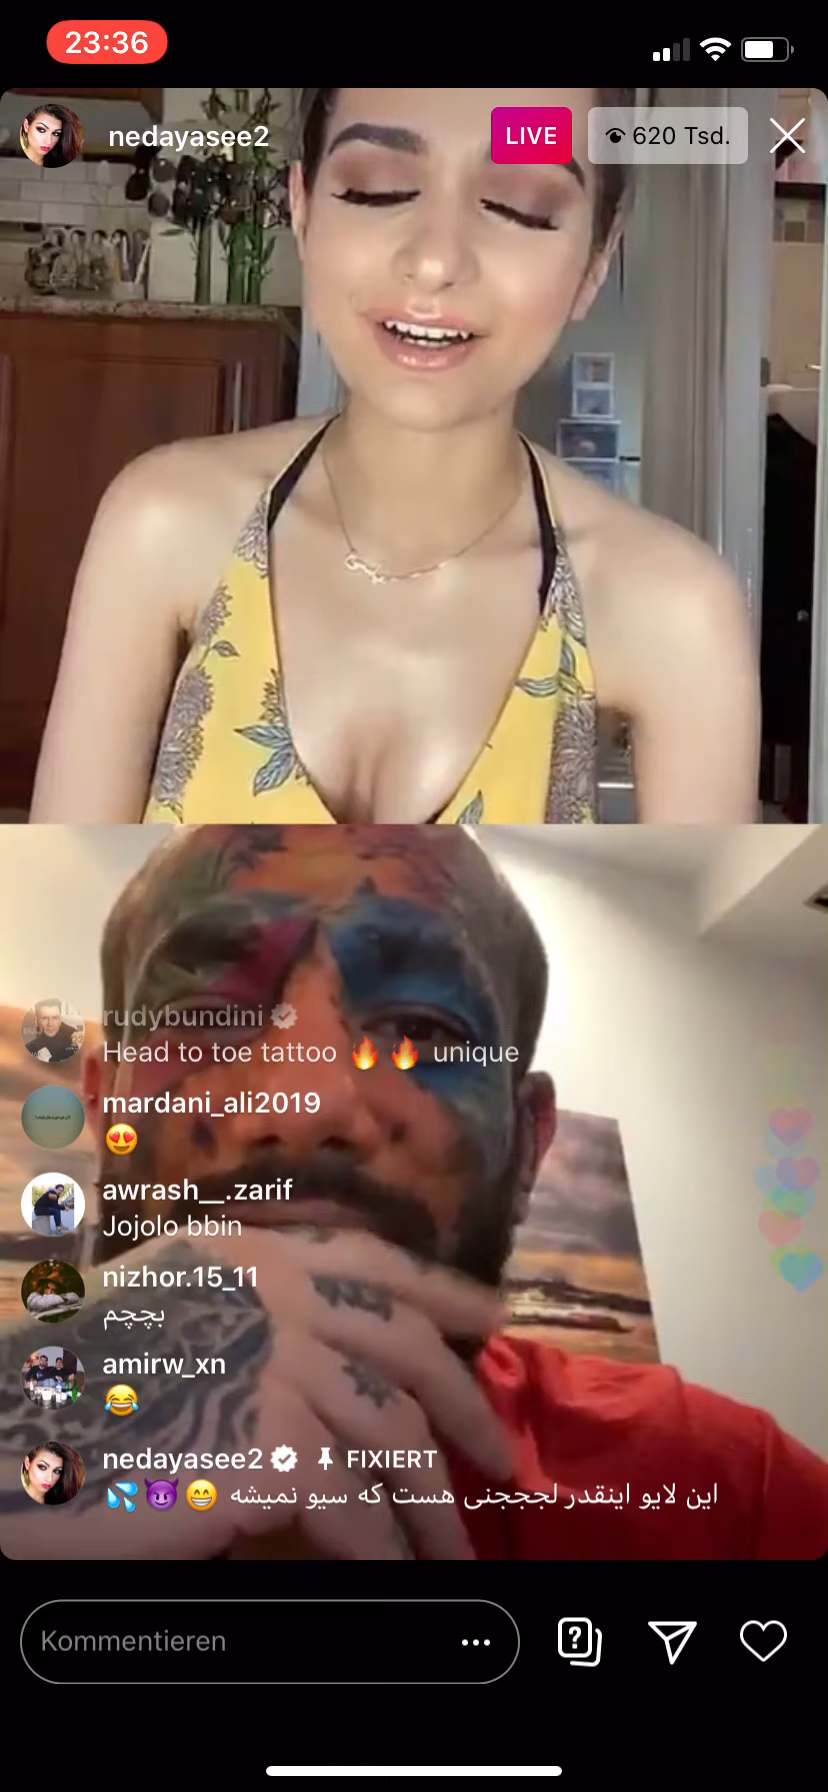 23:36
nedayasee2
LIVE
620 Tsd.
rudybundini
Head to toe tattoo 🔥 🔥 unique
mardani_ali2019
😍
awrash__.zarif
Jojolo bbin
nizhor.15_11
بچچم
amirw_xn
😂
nedayasee2 FIXIERT
این لایو اینقدر لجججنی هست که سیو نمیشه 😁😈💦
Kommentieren